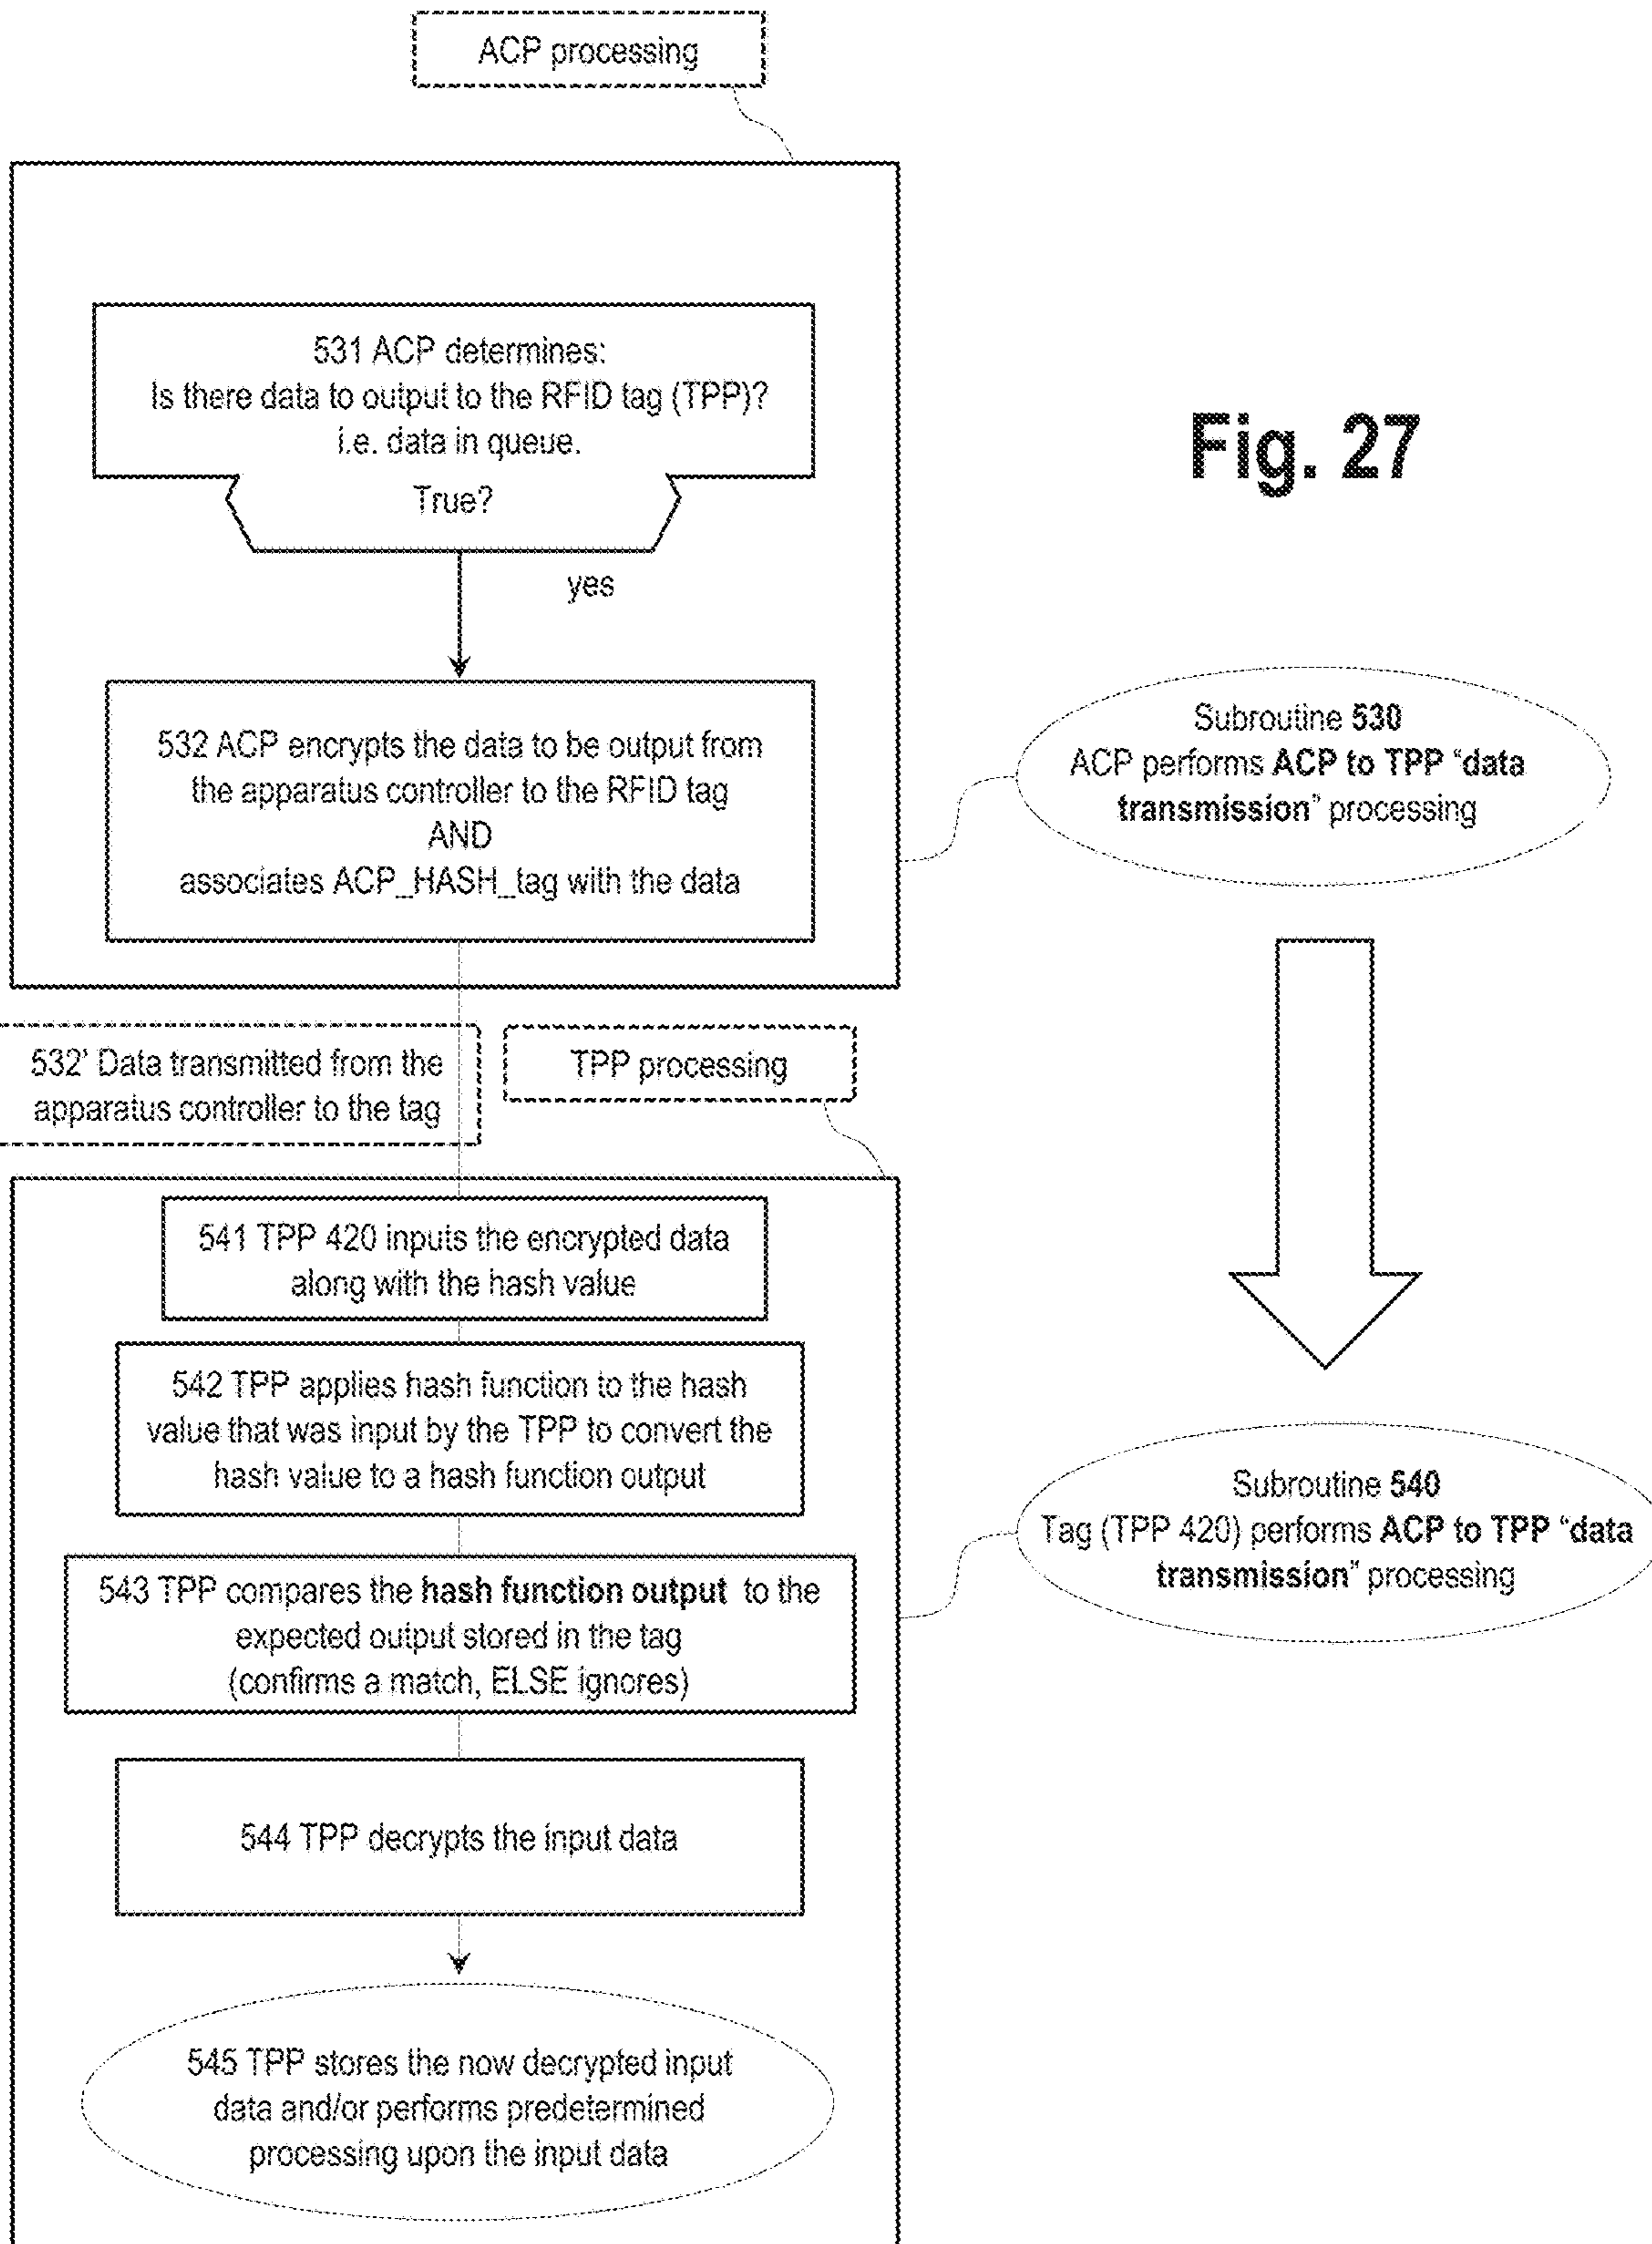 ACP processing
531 ACP determines:
Is there data to output to the RFID tag (TPP)?
i.e. data in queue.
True?
yes
Fig. 27
532 ACP encrypts the data to be output from
the apparatus controller to the RFID tag
AND
associates ACP_HASH_tag with the data
Subroutine 530
ACP performs ACP to TPP “data
transmission” processing
532’ Data transmitted from the
apparatus controller to the tag
TPP processing
541 TPP 420 inputs the encrypted data
along with the hash value
542 TPP applies hash function to the hash
value that was input by the TPP to convert the
hash value to a hash function output
543 TPP compares the hash function output to the
expected output stored in the tag
(confirms a match, ELSE ignores)
Subroutine 540
Tag (TPP 420) performs ACP to TPP “data
transmission” processing
544 TPP decrypts the input data
545 TPP stores the now decrypted input
data and/or performs predetermined
processing upon the input data